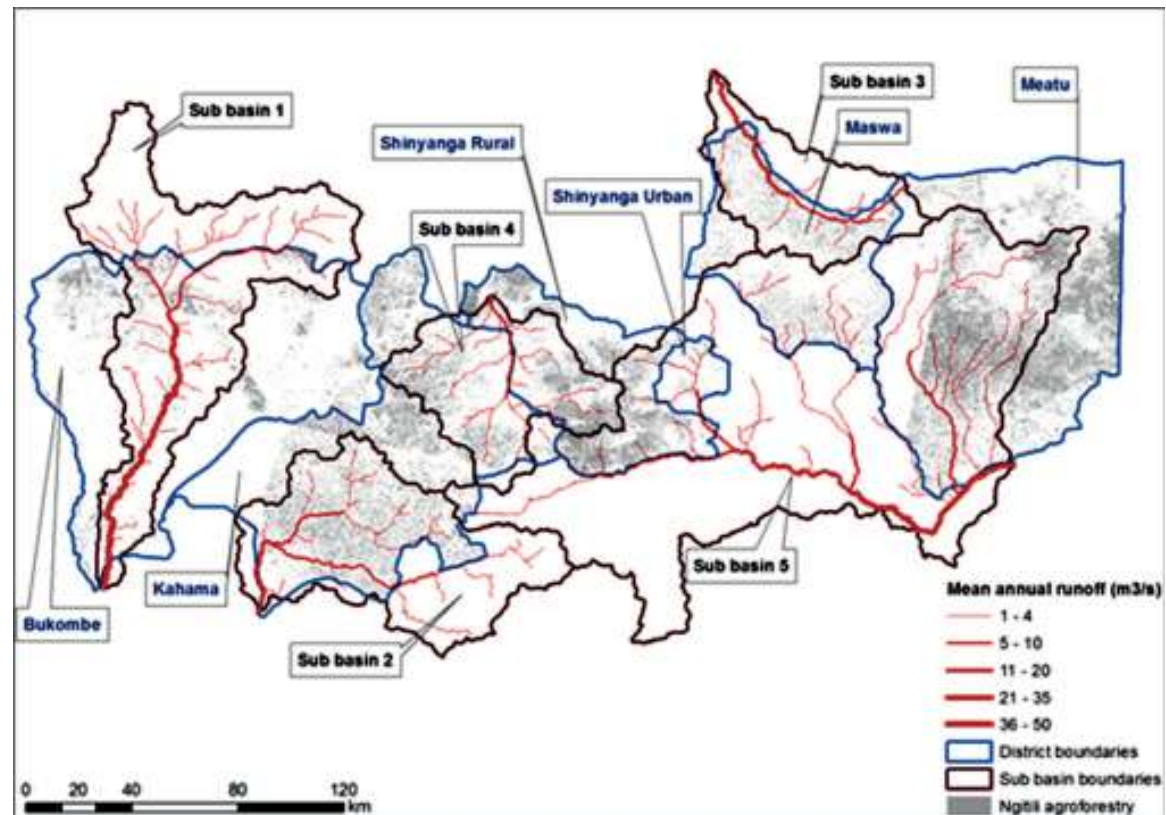 Sub basin 1
Sub basin 3
Meatu
Maswa
Shinyanga Rural
Shinyanga Urban
Sub basin 4
Sub basin 5
Kahama
Bukombe
Sub basin 2
Mean annual runoff (m3/s)
1 - 4
5 - 10
11 - 20
21 - 35
36 - 50
District boundaries
Sub basin boundaries
Ngitili agroforestry
0 20 40 80 120
km